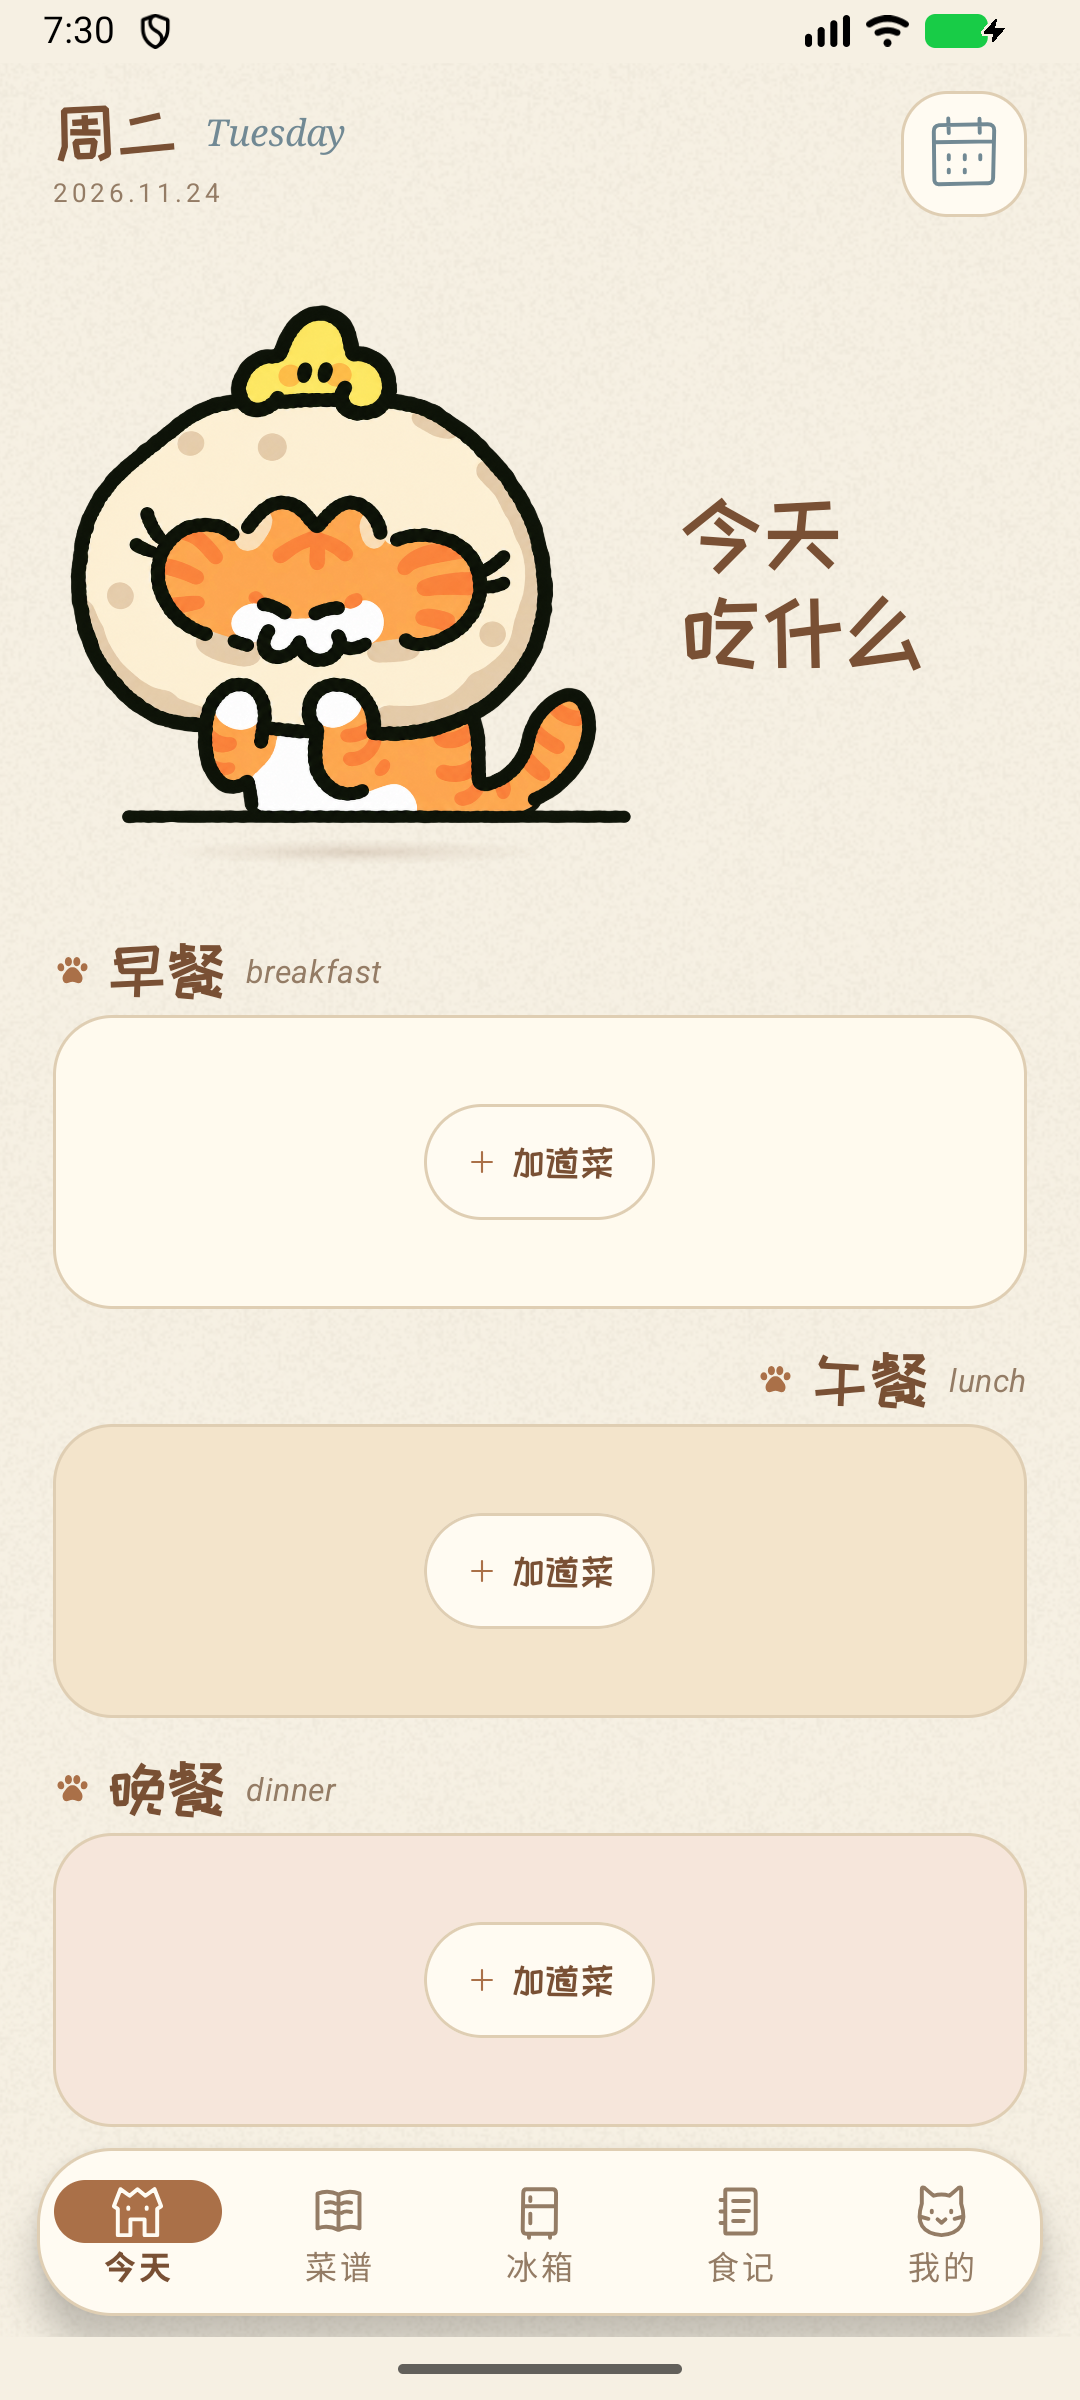 7:30
周二 Tuesday
2026.11.24
今天
吃什么
早餐 breakfast
+ 加道菜
午餐 lunch
+ 加道菜
晚餐 dinner
+ 加道菜
今天 菜谱 冰箱 食记 我的